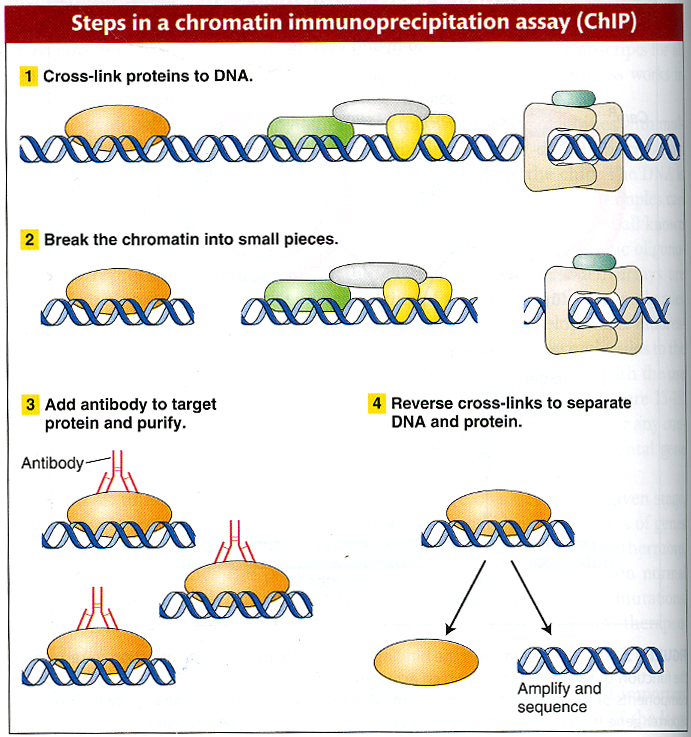 Steps in a chromatin immunoprecipitation assay (ChIP)
1 Cross-link proteins to DNA.
2 Break the chromatin into small pieces.
3 Add antibody to target
protein and purify.
Antibody
4 Reverse cross-links to separate
DNA and protein.
Amplify and
sequence